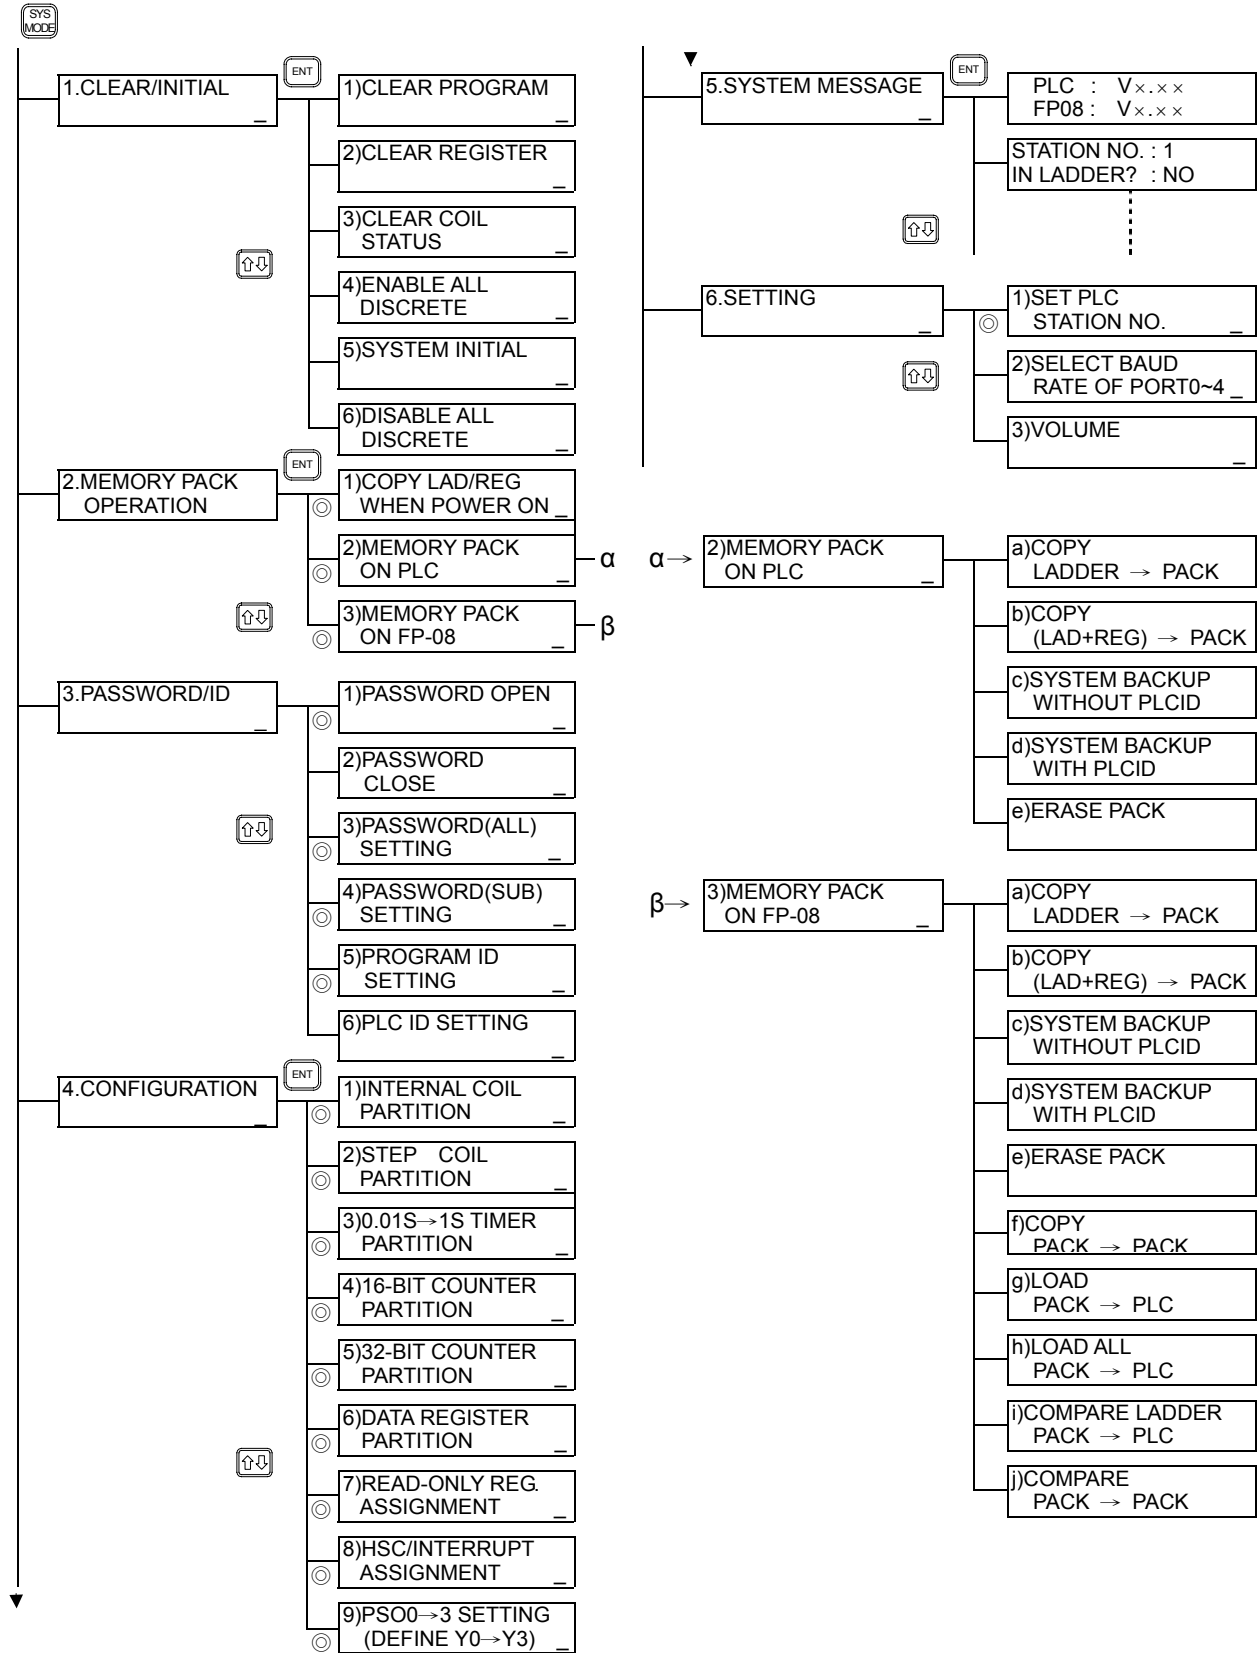 SYS
MODE
1.CLEAR/INITIAL
_
ENT
1)CLEAR PROGRAM
_
2)CLEAR REGISTER
_
3)CLEAR COIL
STATUS _
4)ENABLE ALL
DISCRETE _
5)SYSTEM INITIAL
_
6)DISABLE ALL
DISCRETE _
⇧⇩
2.MEMORY PACK
OPERATION
ENT
◎
1)COPY LAD/REG
WHEN POWER ON _
◎
2)MEMORY PACK
ON PLC _
α
◎
3)MEMORY PACK
ON FP-08 _
β
⇧⇩
3.PASSWORD/ID
_
◎
1)PASSWORD OPEN
_
2)PASSWORD
CLOSE _
◎
3)PASSWORD(ALL)
SETTING _
◎
4)PASSWORD(SUB)
SETTING _
◎
5)PROGRAM ID
SETTING _
6)PLC ID SETTING
_
⇧⇩
4.CONFIGURATION
_
ENT
◎
1)INTERNAL COIL
PARTITION _
◎
2)STEP COIL
PARTITION _
◎
3)0.01S→1S TIMER
PARTITION _
◎
4)16-BIT COUNTER
PARTITION _
◎
5)32-BIT COUNTER
PARTITION _
◎
6)DATA REGISTER
PARTITION _
◎
7)READ-ONLY REG.
ASSIGNMENT _
◎
8)HSC/INTERRUPT
ASSIGNMENT _
◎
9)PSO0→3 SETTING
(DEFINE Y0→Y3) _
⇧⇩
5.SYSTEM MESSAGE
_
ENT
PLC : V×.××
FP08 : V×.××
STATION NO. : 1
IN LADDER? : NO
⇧⇩
6.SETTING
_
◎
1)SET PLC
STATION NO. _
2)SELECT BAUD
RATE OF PORT0~4 _
3)VOLUME
_
⇧⇩
α→
2)MEMORY PACK
ON PLC _
a)COPY
LADDER → PACK
b)COPY
(LAD+REG) → PACK
c)SYSTEM BACKUP
WITHOUT PLCID
d)SYSTEM BACKUP
WITH PLCID
e)ERASE PACK
β→
3)MEMORY PACK
ON FP-08 _
a)COPY
LADDER → PACK
b)COPY
(LAD+REG) → PACK
c)SYSTEM BACKUP
WITHOUT PLCID
d)SYSTEM BACKUP
WITH PLCID
e)ERASE PACK
f)COPY
PACK → PACK
g)LOAD
PACK → PLC
h)LOAD ALL
PACK → PLC
i)COMPARE LADDER
PACK → PLC
j)COMPARE
PACK → PACK